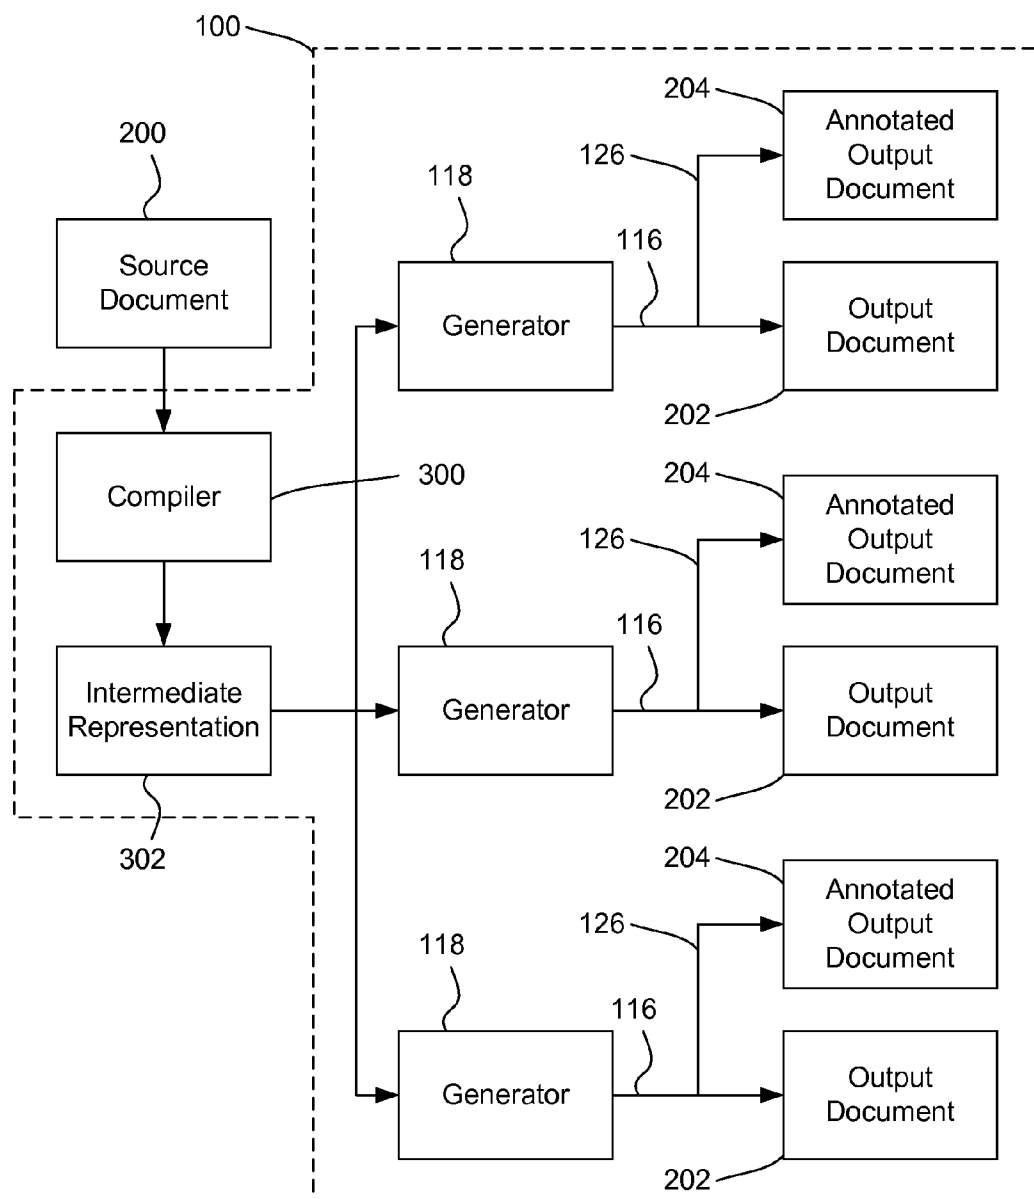 100
200
Source
Document
Compiler
300
Intermediate
Representation
302
118
Generator
116
126
204
Annotated
Output
Document
Output
Document
202
118
Generator
116
126
204
Annotated
Output
Document
Output
Document
202
118
Generator
116
126
204
Annotated
Output
Document
Output
Document
202